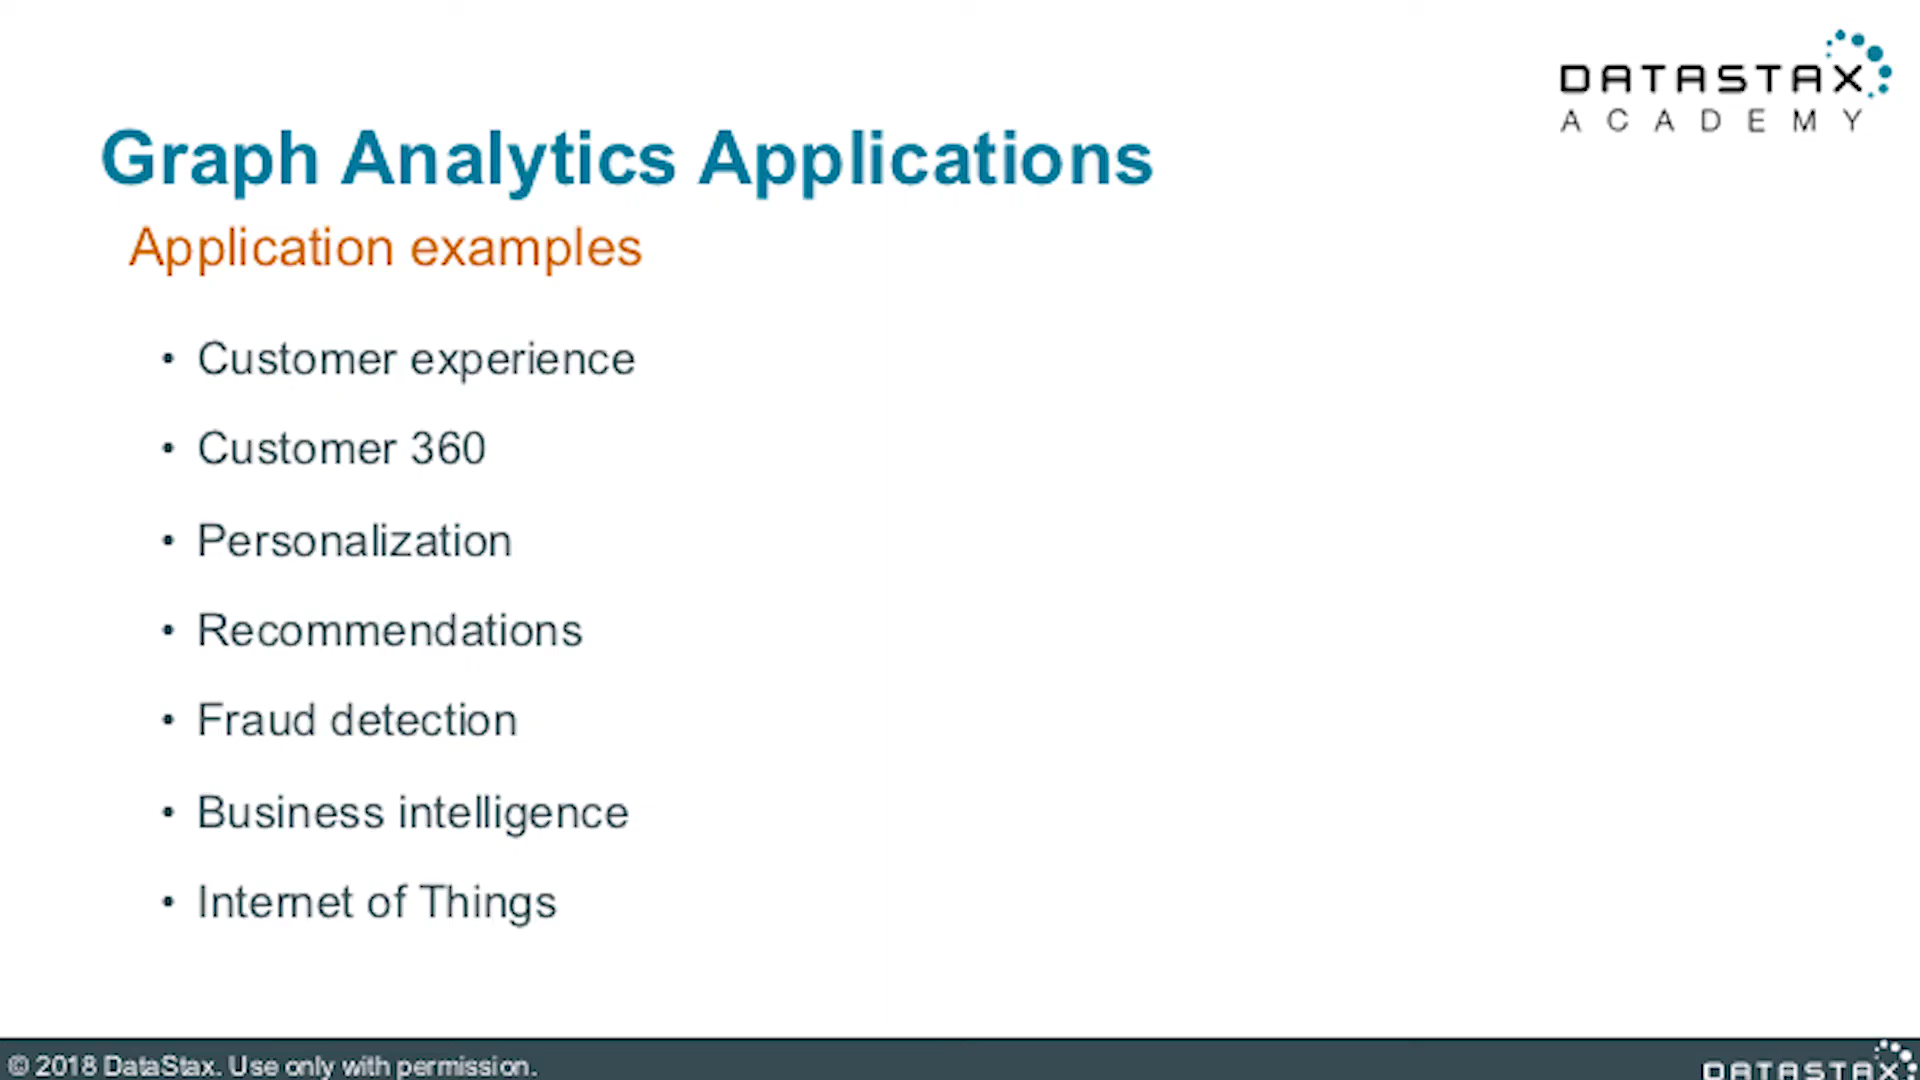 DATASTAX
ACADEMY
Graph Analytics Applications
Application examples
• Customer experience
• Customer 360
• Personalization
• Recommendations
• Fraud detection
• Business intelligence
• Internet of Things
© 2018 DataStax. Use only with permission.
DATASTAX